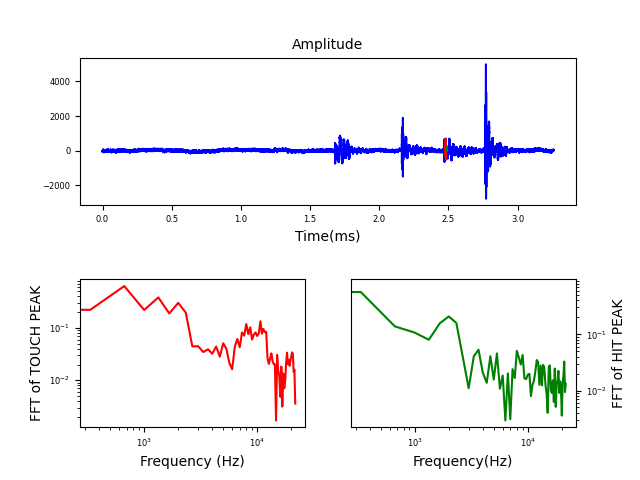 Amplitude
4000
2000
0
−2000
0.0 0.5 1.0 1.5 2.0 2.5 3.0
Time(ms)
FFT of TOUCH PEAK
10⁻¹
10⁻²
10³ 10⁴
Frequency (Hz)
10⁻¹
10⁻²
FFT of HIT PEAK
10³ 10⁴
Frequency(Hz)